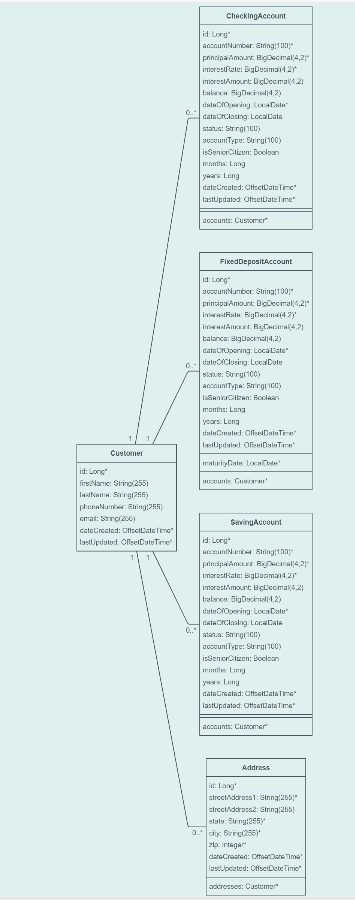 CheckingAccount
id: Long*
accountNumber: String(100)*
principalAmount: BigDecimal(4,2)*
interestRate: BigDecimal(4,2)*
interestAmount: BigDecimal(4,2)
balance: BigDecimal(4,2)
dateOfOpening: LocalDate*
dateOfClosing: LocalDate
status: String(100)
accountType: String(100)
isSeniorCitizen: Boolean
months: Long
years: Long
dateCreated: OffsetDateTime*
lastUpdated: OffsetDateTime*
accounts: Customer*
0..*
FixedDepositAccount
id: Long*
accountNumber: String(100)*
principalAmount: BigDecimal(4,2)*
interestRate: BigDecimal(4,2)*
interestAmount: BigDecimal(4,2)
balance: BigDecimal(4,2)
dateOfOpening: LocalDate*
dateOfClosing: LocalDate
status: String(100)
accountType: String(100)
isSeniorCitizen: Boolean
months: Long
years: Long
dateCreated: OffsetDateTime*
lastUpdated: OffsetDateTime*
maturityDate: LocalDate*
accounts: Customer*
0..*
1
1
Customer
id: Long*
firstName: String(255)
lastName: String(255)
phoneNumber: String(255)
email: String(255)
dateCreated: OffsetDateTime*
lastUpdated: OffsetDateTime*
1
1
SavingAccount
id: Long*
accountNumber: String(100)*
principalAmount: BigDecimal(4,2)*
interestRate: BigDecimal(4,2)*
interestAmount: BigDecimal(4,2)
balance: BigDecimal(4,2)
dateOfOpening: LocalDate*
dateOfClosing: LocalDate
status: String(100)
accountType: String(100)
isSeniorCitizen: Boolean
months: Long
years: Long
dateCreated: OffsetDateTime*
lastUpdated: OffsetDateTime*
accounts: Customer*
0..*
Address
id: Long*
streetAddress1: String(255)*
streetAddress2: String(255)
state: String(255)*
city: String(255)*
zip: Integer*
dateCreated: OffsetDateTime*
lastUpdated: OffsetDateTime*
addresses: Customer*
0..*